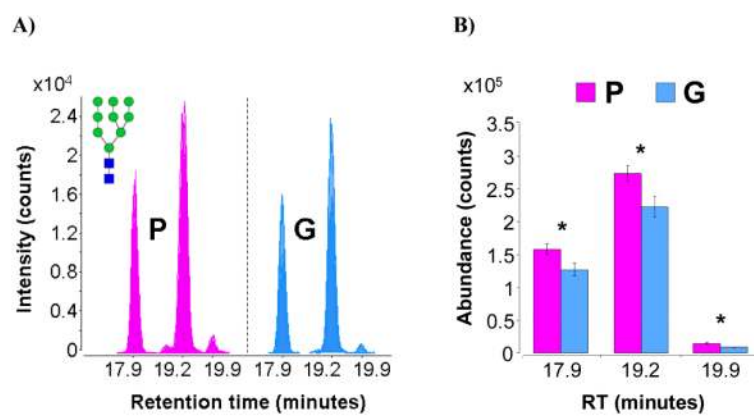 A)
x10⁴
2.4
2
1.6
1.2
0.8
0.4
0
Intensity (counts)
P
G
17.9 19.2 19.9 17.9 19.2 19.9
Retention time (minutes)
B)
x10⁵
P G
3.5
3
2.5
2
1.5
1
0.5
0
Abundance (counts)
*
*
*
17.9 19.2 19.9
RT (minutes)